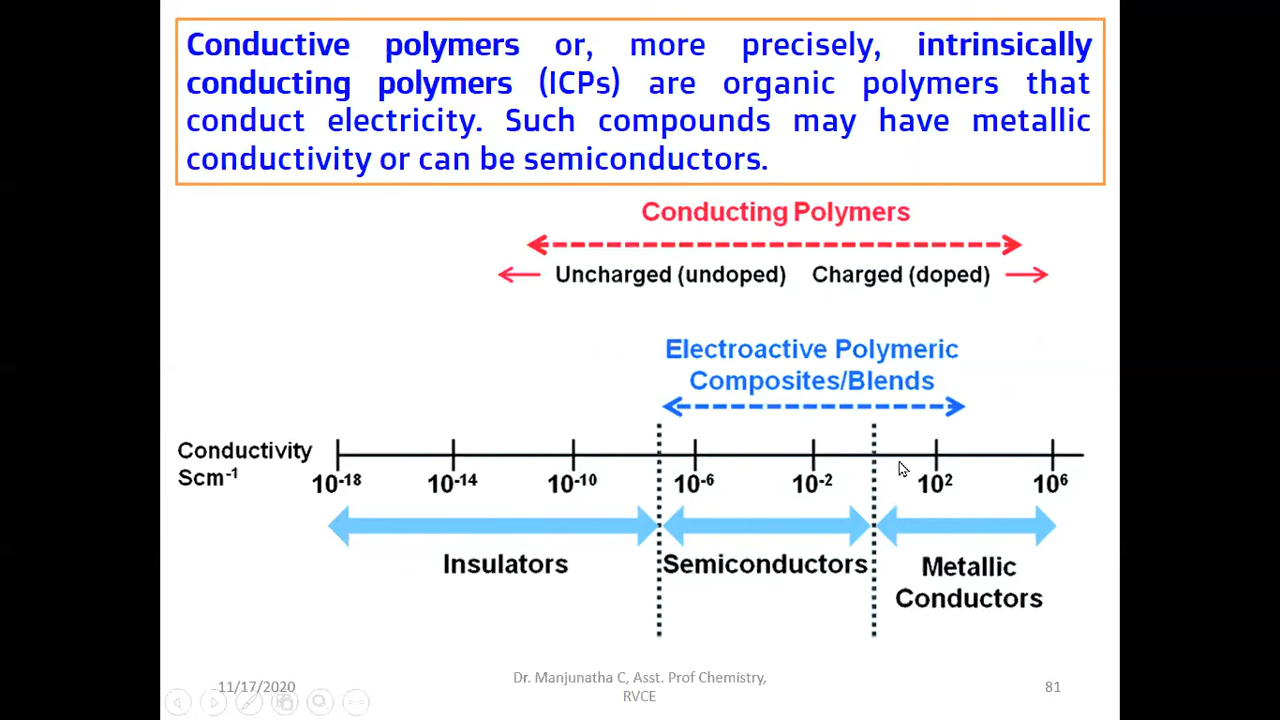 Conductive polymers or, more precisely, intrinsically
conducting polymers (ICPs) are organic polymers that
conduct electricity. Such compounds may have metallic
conductivity or can be semiconductors.
Conducting Polymers
Uncharged (undoped) Charged (doped)
Electroactive Polymeric
Composites/Blends
Conductivity
Scm⁻¹
10⁻¹⁸ 10⁻¹⁴ 10⁻¹⁰ 10⁻⁶ 10⁻² 10² 10⁶
Insulators Semiconductors Metallic
Conductors
11/17/2020 Dr. Manjunatha C, Asst. Prof Chemistry,
RVCE 81